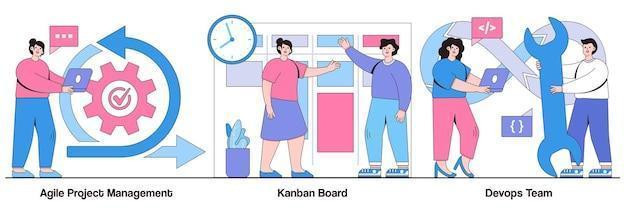 </>
{ }
Agile Project Management
Kanban Board
Devops Team